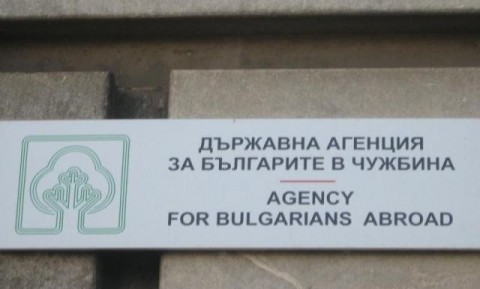 ДЪРЖАВНА АГЕНЦИЯ
ЗА БЪЛГАРИТЕ В ЧУЖБИНА
AGENCY
FOR BULGARIANS ABROAD